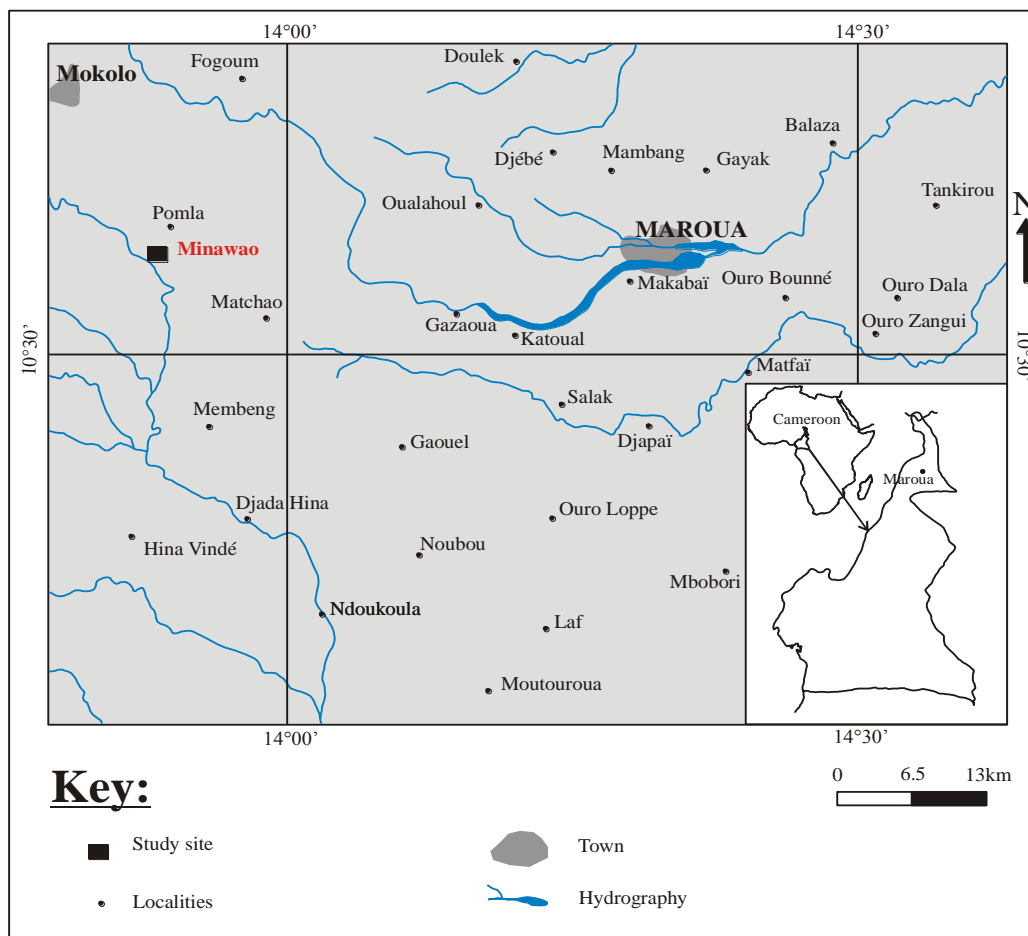 14°00’
14°30’
Mokolo
Fogoum
Doulek
Balaza
Djébé
Mambang
Gayak
Tankirou
Oualahoul
Pomla
N
MAROUA
Minawao
Makabaï
Ouro Bounné
Ouro Dala
Matchao
Gazaoua
Katoual
Ouro Zangui
10°30’
10°30’
Matfaï
Membeng
Salak
Gaouel
Djapaï
Cameroon
Maroua
Djada Hina
Ouro Loppe
Hina Vindé
Noubou
Mbobori
Ndoukoula
Laf
Moutouroua
14°00’
14°30’
Key:
0 6.5 13km
Study site
Town
Localities
Hydrography